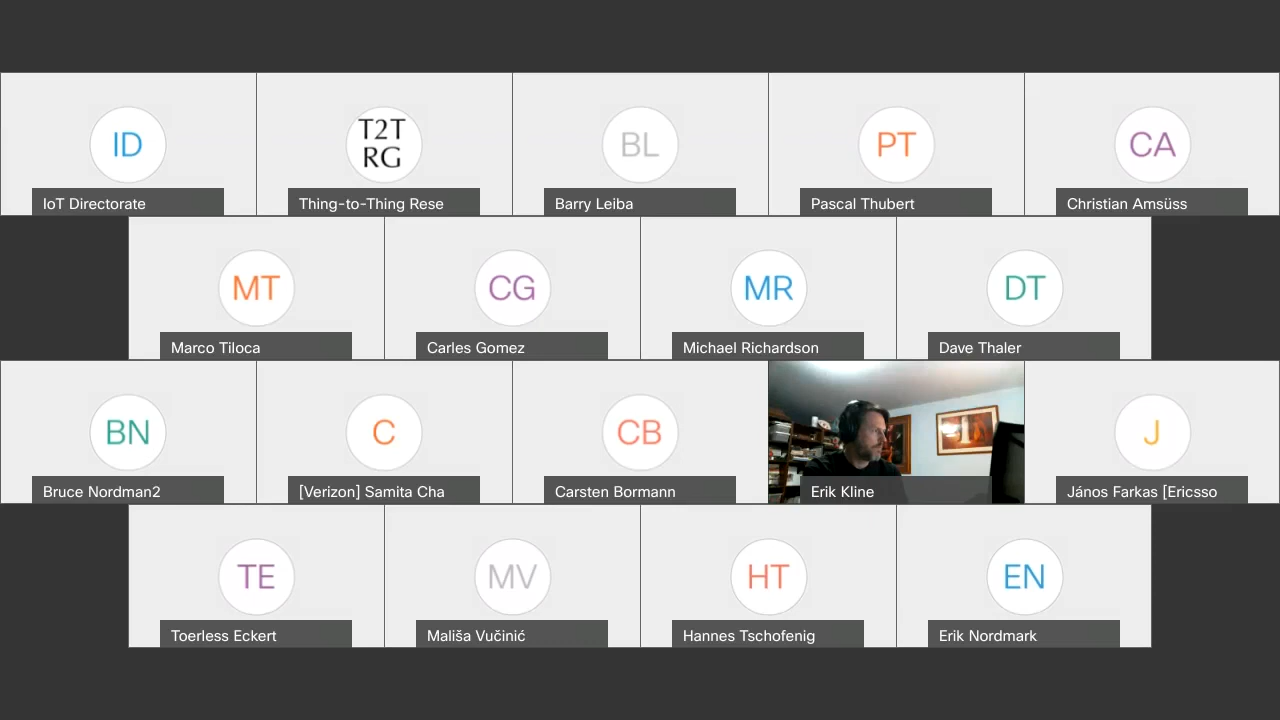 ID
T2T
RG
BL
PT
CA
IoT Directorate
Thing-to-Thing Rese
Barry Leiba
Pascal Thubert
Christian Amsüss
MT
CG
MR
DT
Marco Tiloca
Carles Gomez
Michael Richardson
Dave Thaler
BN
C
CB
J
Bruce Nordman2
[Verizon] Samita Cha
Carsten Bormann
Erik Kline
János Farkas [Ericsso
TE
MV
HT
EN
Toerless Eckert
Mališa Vučinić
Hannes Tschofenig
Erik Nordmark